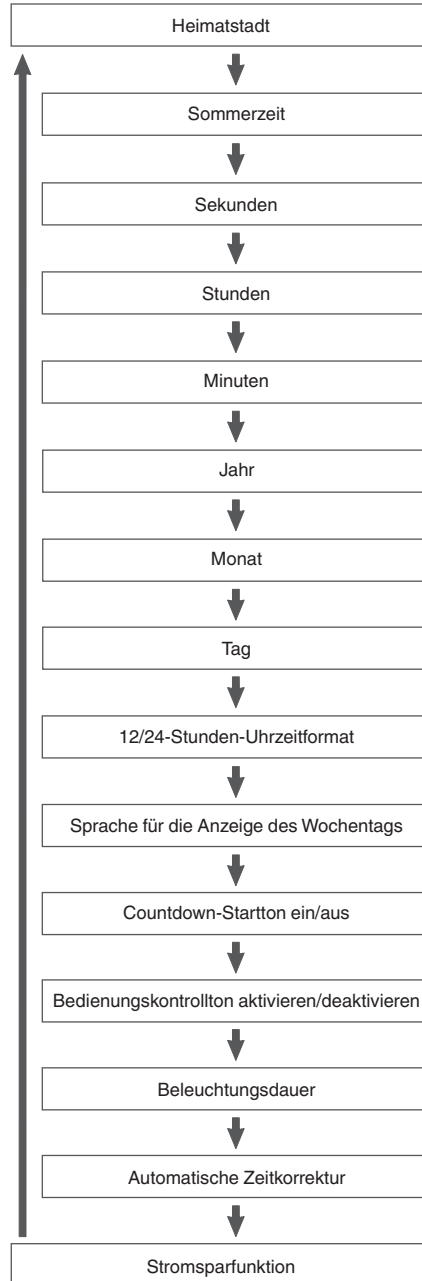 Heimatstadt
Sommerzeit
Sekunden
Stunden
Minuten
Jahr
Monat
Tag
12/24-Stunden-Uhrzeitformat
Sprache für die Anzeige des Wochentags
Countdown-Startton ein/aus
Bedienungskontrollton aktivieren/deaktivieren
Beleuchtungsdauer
Automatische Zeitkorrektur
Stromsparfunktion